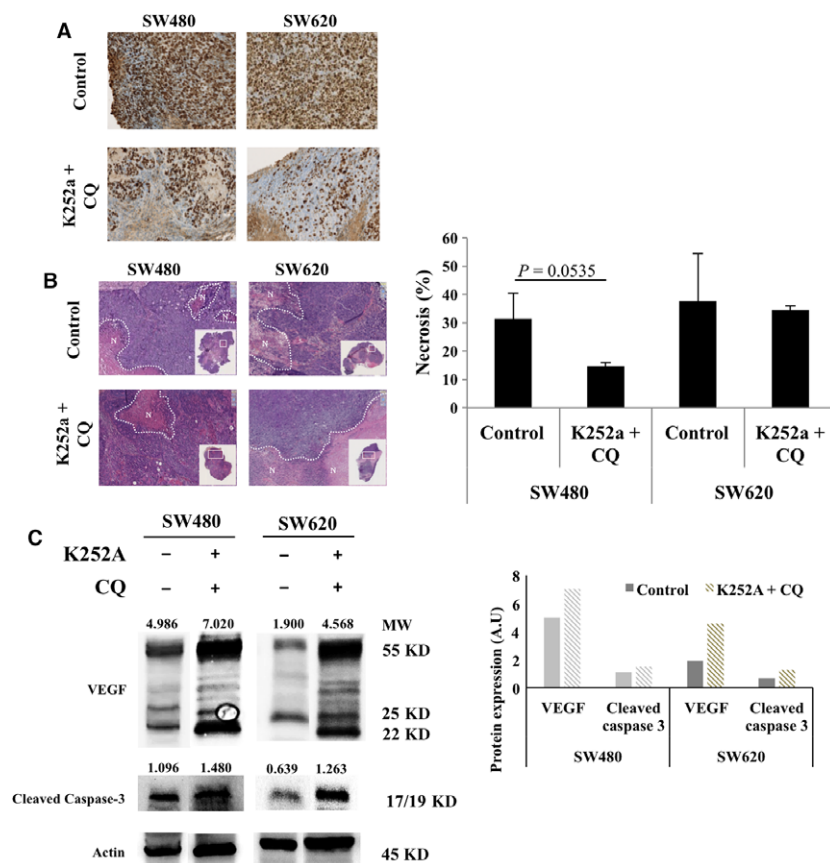 A
SW480 SW620
Control
K252a +
CQ
B
SW480 SW620
Control
N N N
K252a +
CQ
N N N
60
50
40
30
20
10
0
Necrosis (%)
P = 0.0535
Control K252a + CQ Control K252a + CQ
SW480 SW620
C
SW480 SW620
K252A – + – +
CQ – + – +
4.986 7.020 1.900 4.568 MW
55 KD
VEGF
25 KD
22 KD
1.096 1.480 0.639 1.263
Cleaved Caspase-3 17/19 KD
Actin 45 KD
8
6
4
2
0
Protein expression (A.U)
Control K252A + CQ
VEGF Cleaved caspase 3 VEGF Cleaved caspase 3
SW480 SW620